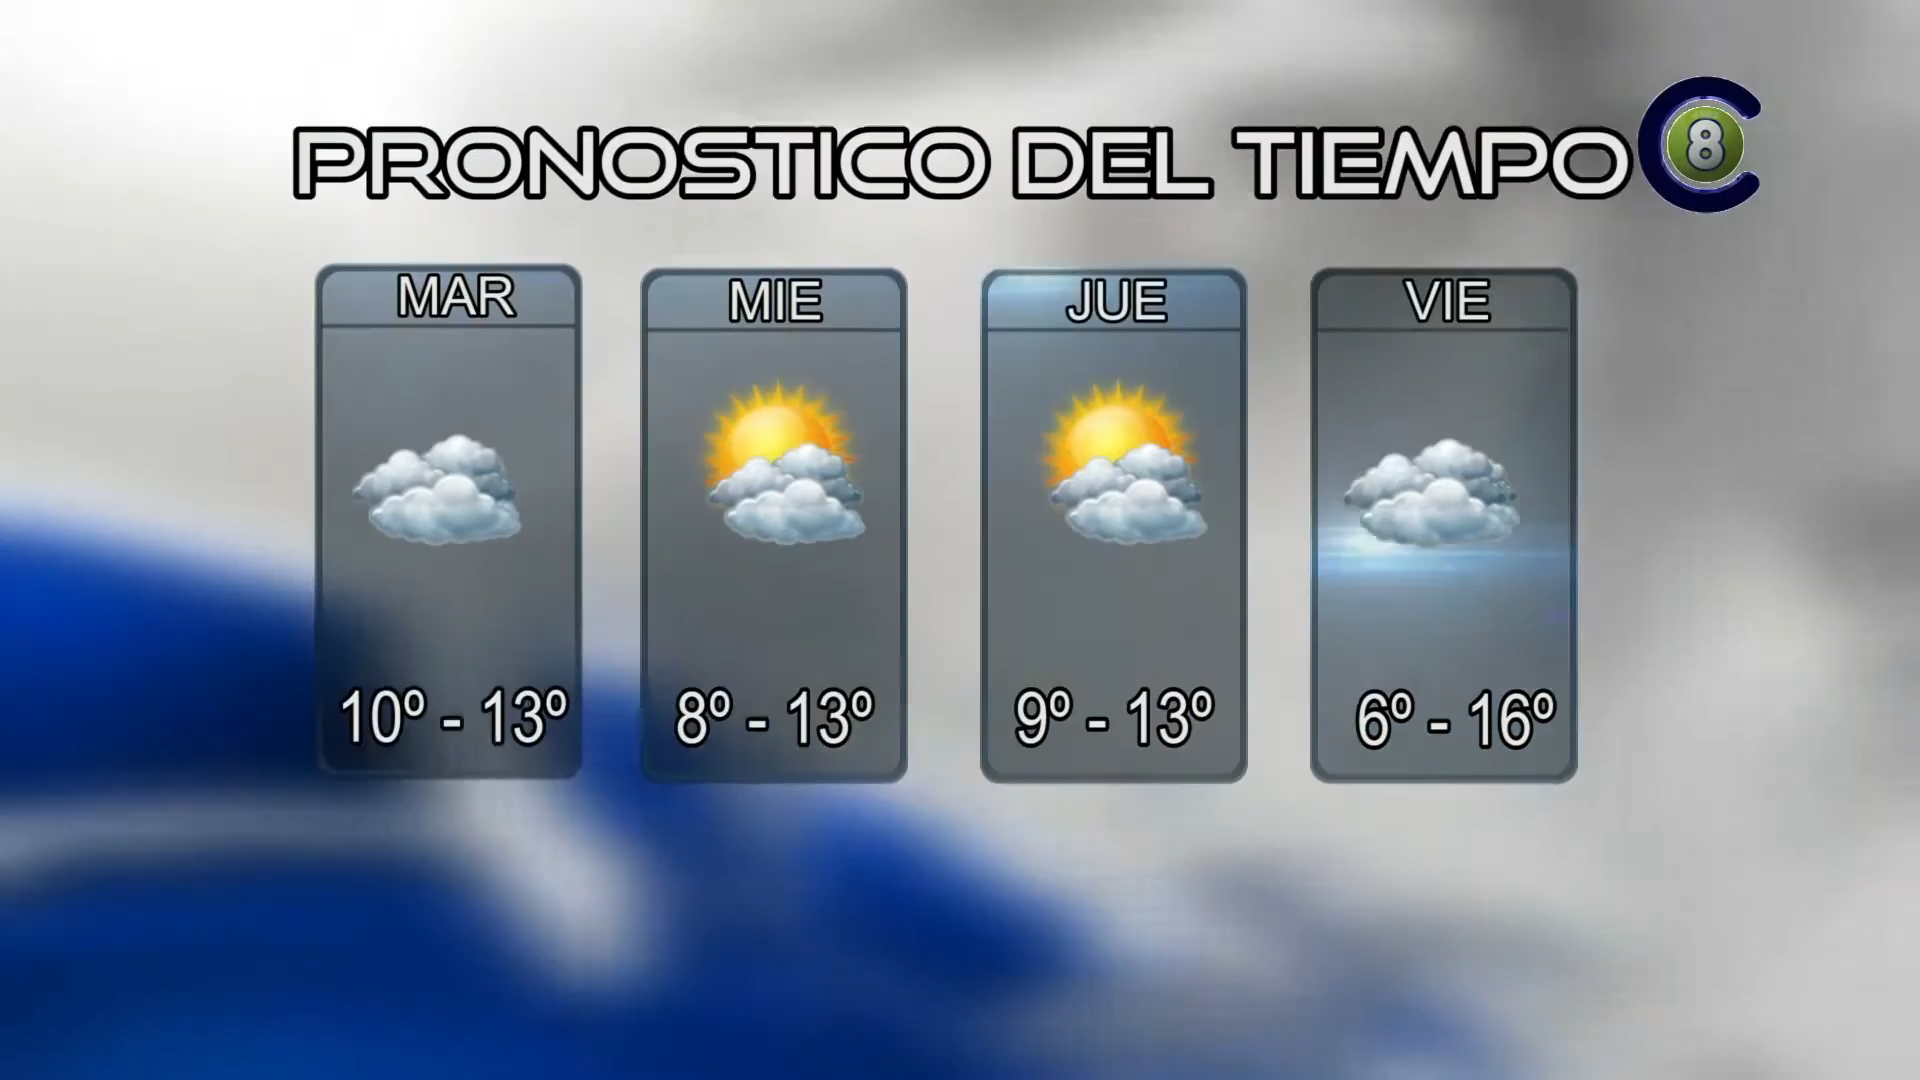 PRONOSTICO DEL TIEMPO
8
MAR
MIE
JUE
VIE
10º - 13º
8º - 13º
9º - 13º
6º - 16º